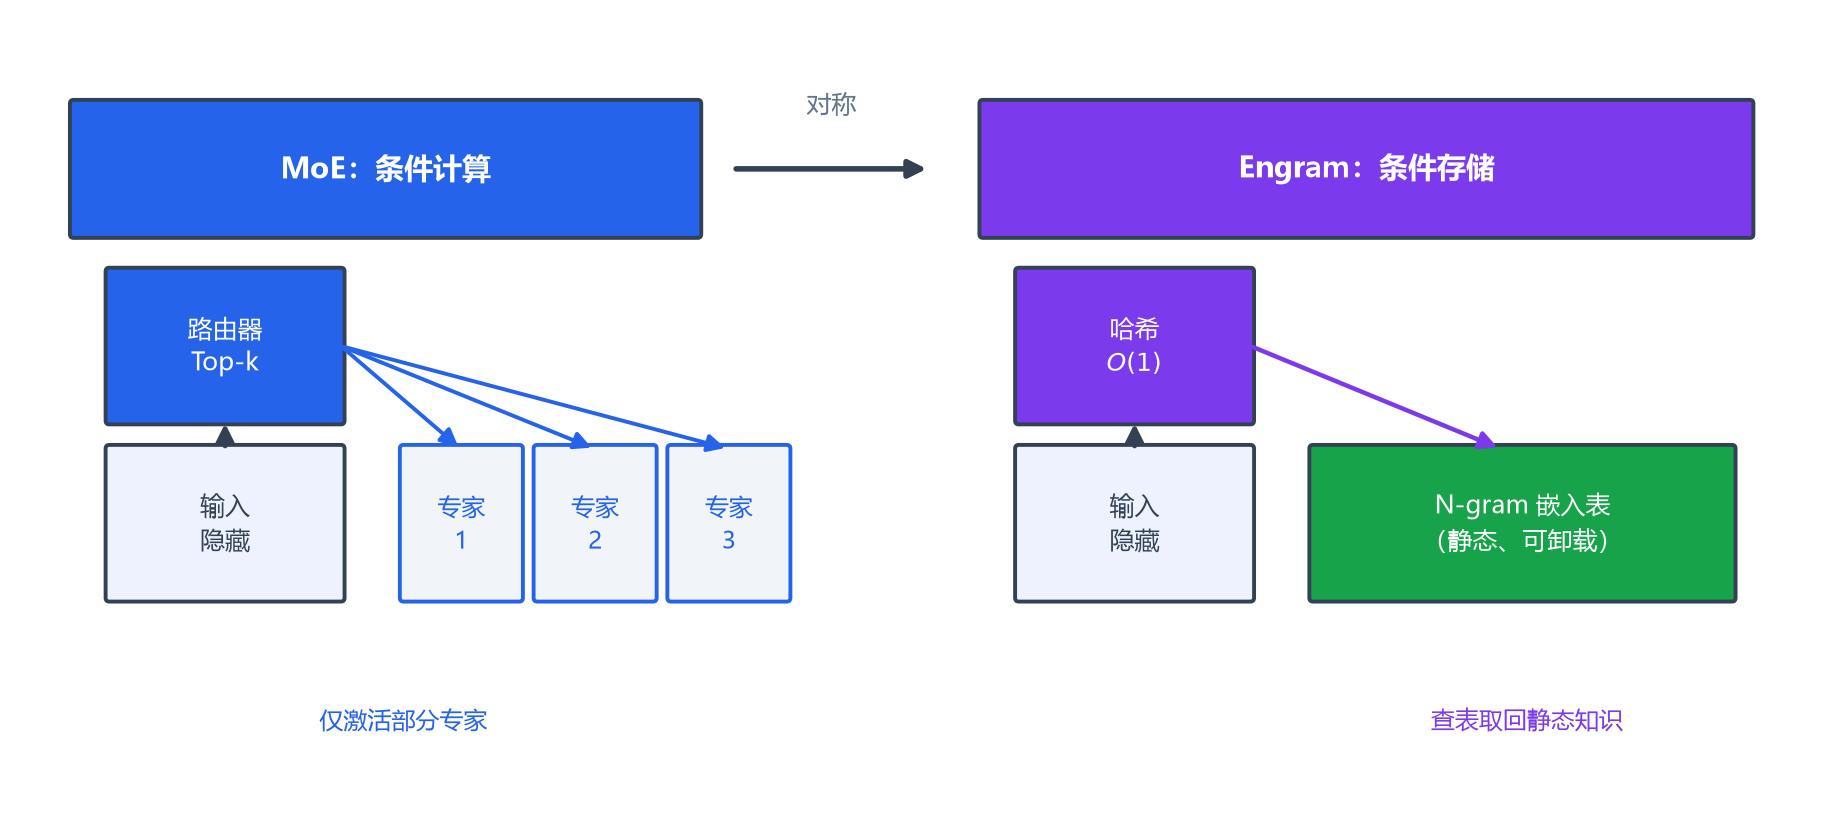 对称
MoE：条件计算
Engram：条件存储
路由器
Top-k
哈希
O(1)
输入
隐藏
专家
1
专家
2
专家
3
输入
隐藏
N-gram 嵌入表
（静态、可卸载）
仅激活部分专家
查表取回静态知识